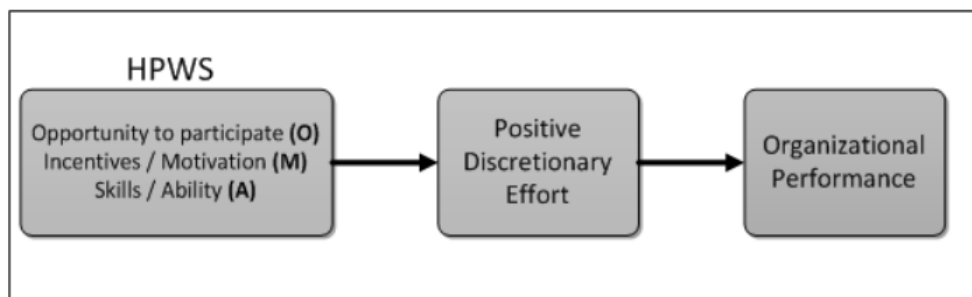 HPWS
Opportunity to participate (O)
Incentives / Motivation (M)
Skills / Ability (A)
Positive
Discretionary
Effort
Organizational
Performance